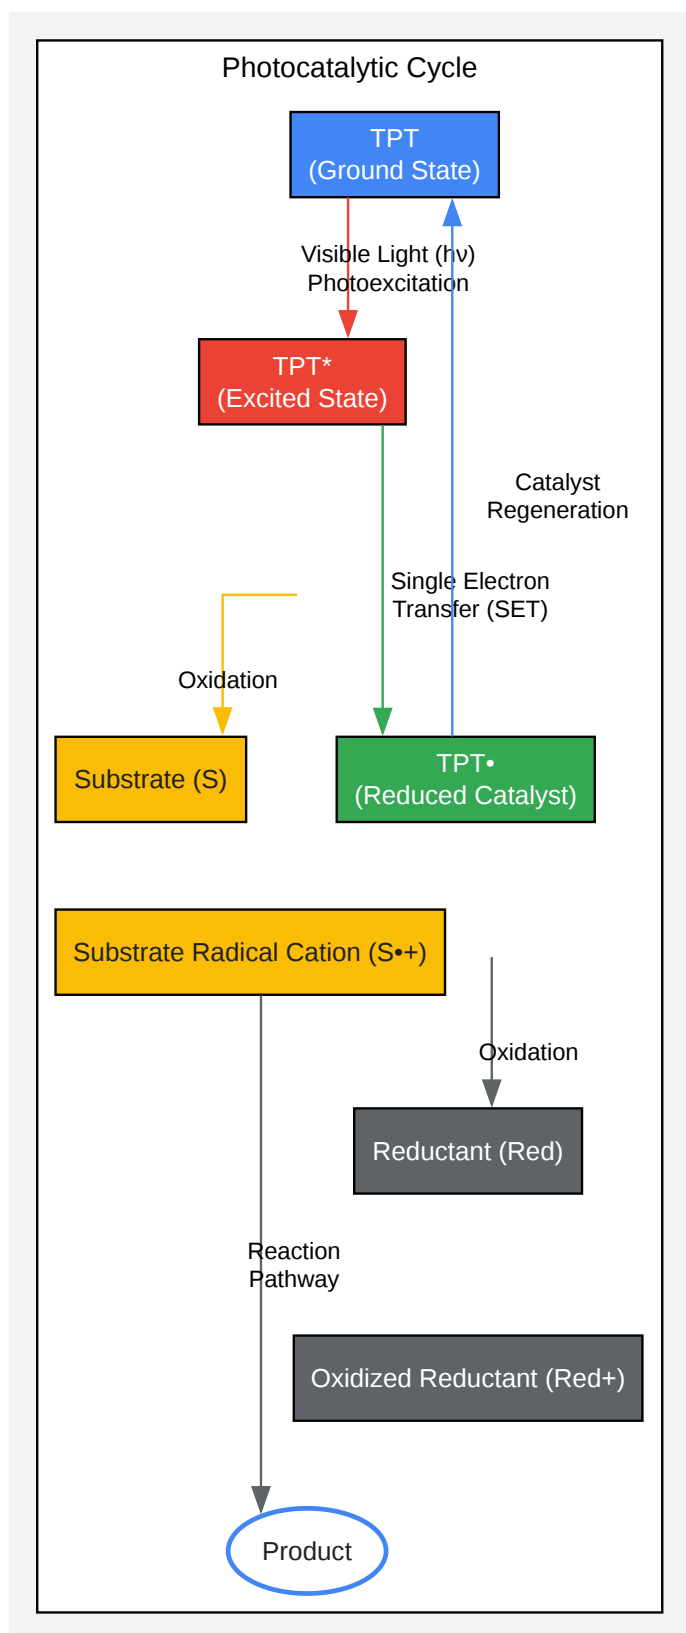 Photocatalytic Cycle
TPT
(Ground State)
Visible Light (hν)
Photoexcitation
TPT*
(Excited State)
Catalyst
Regeneration
Single Electron
Transfer (SET)
Oxidation
Substrate (S)
TPT•
(Reduced Catalyst)
Substrate Radical Cation (S•+)
Oxidation
Reductant (Red)
Reaction
Pathway
Oxidized Reductant (Red+)
Product